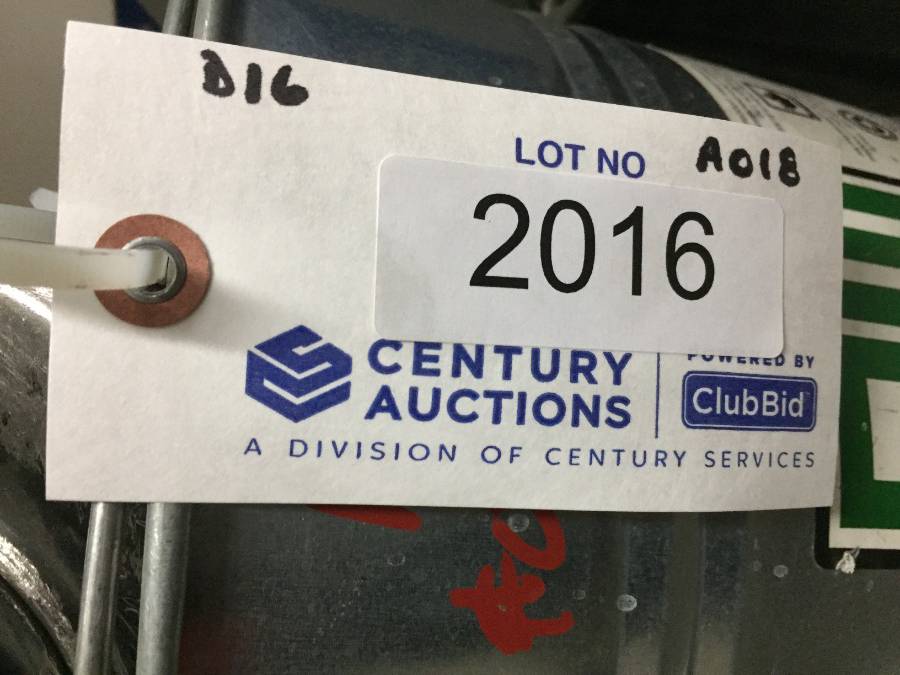 D16
LOT NO A018
2016
CENTURY AUCTIONS
POWERED BY
ClubBid
A DIVISION OF CENTURY SERVICES